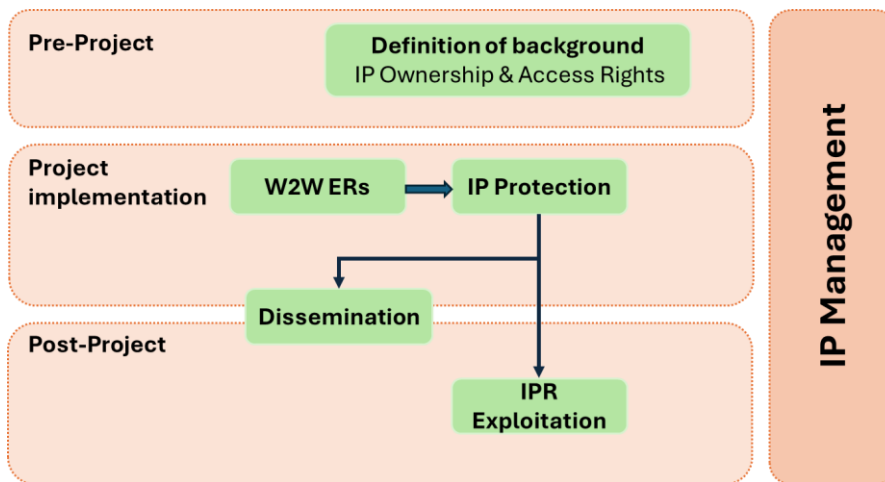 Pre-Project
Definition of background
IP Ownership & Access Rights
Project
implementation
W2W ERs
IP Protection
Dissemination
Post-Project
IPR
Exploitation
IP Management